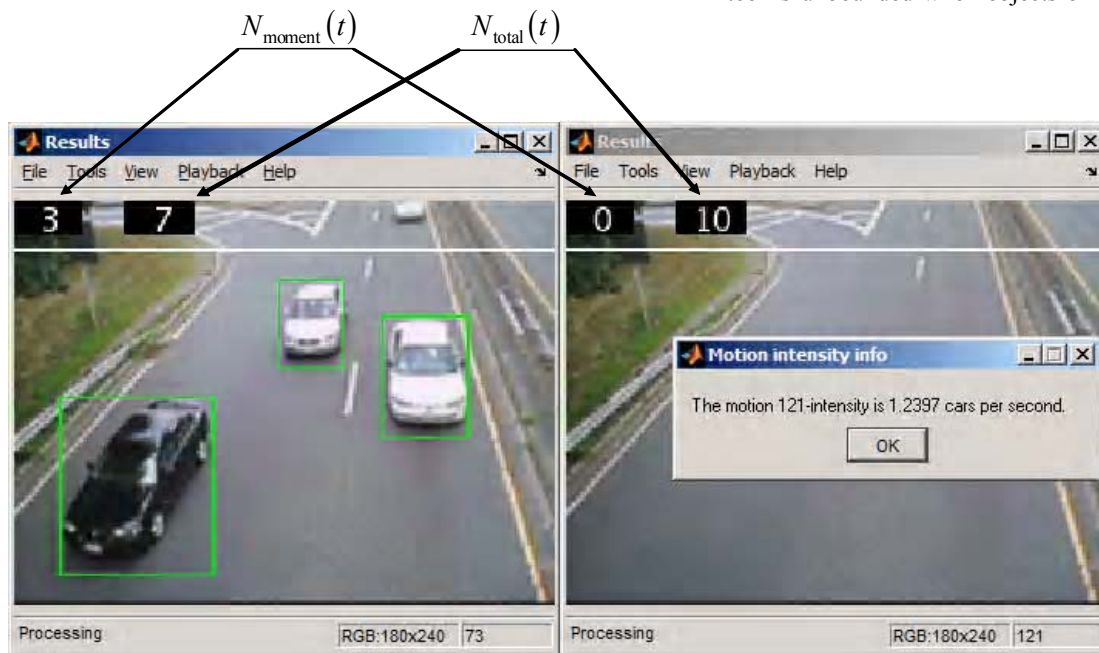 N_moment(t) N_total(t)
Results
File Tools View Playback Help
3 7
Processing RGB:180x240 73
Results
File Tools View Playback Help
0 10
Motion intensity info
The motion 121-intensity is 1.2397 cars per second.
OK
RGB:180x240 121
Processing